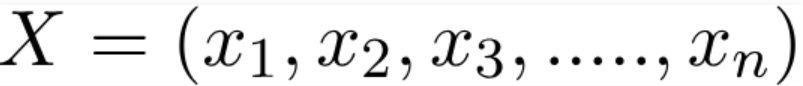 X = (x₁, x₂, x₃, ....., xₙ)